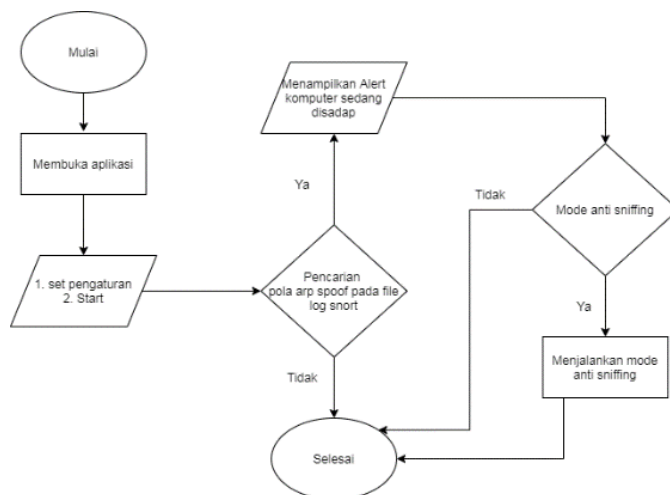 Mulai
Membuka aplikasi
1. set pengaturan
2. Start
Pencarian
pola arp spoof pada file
log snort
Ya
Tidak
Menampilkan Alert
komputer sedang
disadap
Mode anti sniffing
Tidak
Ya
Menjalankan mode
anti sniffing
Selesai